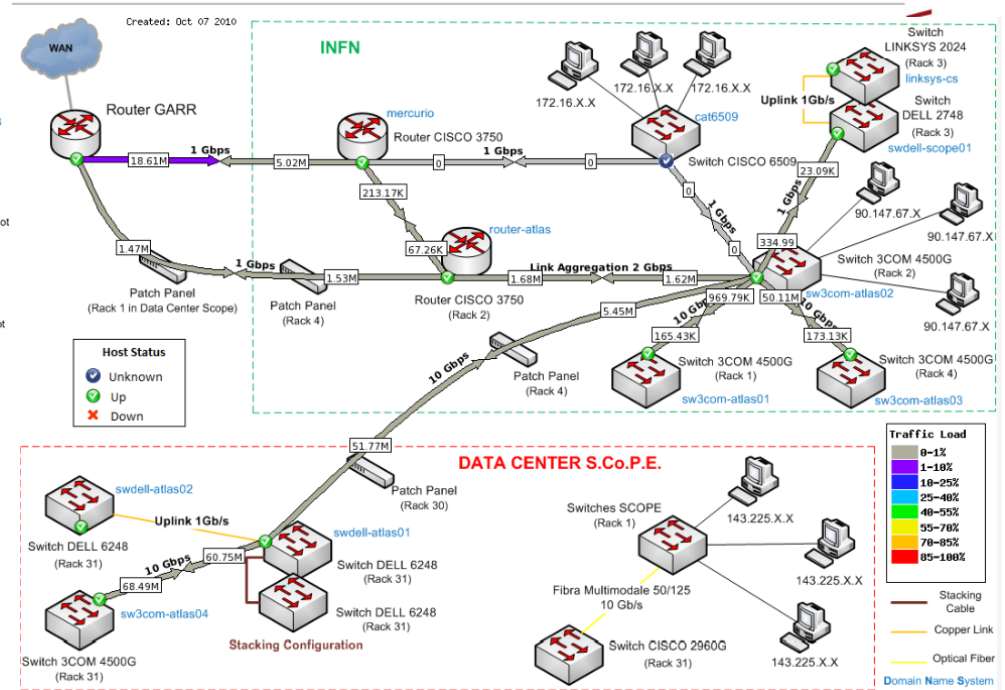 Created: Oct 07 2010
WAN
INFN
Router GARR
mercurio
Router CISCO 3750
1 Gbps
18.61M
5.02M
0
1 Gbps
0
172.16.X.X
172.16.X.X
172.16.X.X
cat6509
Switch CISCO 6509
Switch
LINKSYS 2024
(Rack 3)
linksys-cs
Uplink 1Gb/s
Switch
DELL 2748
(Rack 3)
swdell-scope01
213.17K
67.26K
router-atlas
0
1 Gbps
0
23.09K
1 Gbps
334.99
90.147.67.X
90.147.67.X
90.147.67.X
1.47M
Patch Panel
(Rack 1 in Data Center Scope)
1 Gbps
Patch Panel
(Rack 4)
1.53M
Router CISCO 3750
(Rack 2)
1.68M
Link Aggregation 2 Gbps
1.62M
Switch 3COM 4500G
(Rack 2)
sw3com-atlas02
969.79K
50.11M
10 Gbps
10 Gbps
165.43K
173.13K
Switch 3COM 4500G
(Rack 1)
sw3com-atlas01
Switch 3COM 4500G
(Rack 4)
sw3com-atlas03
5.45M
Patch Panel
(Rack 4)
10 Gbps
51.77M
Patch Panel
(Rack 30)
Host Status
Unknown
Up
Down
ot
ot
DATA CENTER S.Co.P.E.
swdell-atlas02
Switch DELL 6248
(Rack 31)
Uplink 1Gb/s
swdell-atlas01
Switch DELL 6248
(Rack 31)
60.75M
10 Gbps
68.49M
sw3com-atlas04
Switch 3COM 4500G
(Rack 31)
Switch DELL 6248
(Rack 31)
Stacking Configuration
Switches SCOPE
(Rack 1)
143.225.X.X
143.225.X.X
143.225.X.X
Fibra Multimodale 50/125
10 Gb/s
Switch CISCO 2960G
(Rack 31)
Traffic Load
0-1%
1-10%
10-25%
25-40%
40-55%
55-70%
70-85%
85-100%
Stacking
Cable
Copper Link
Optical Fiber
Domain Name System